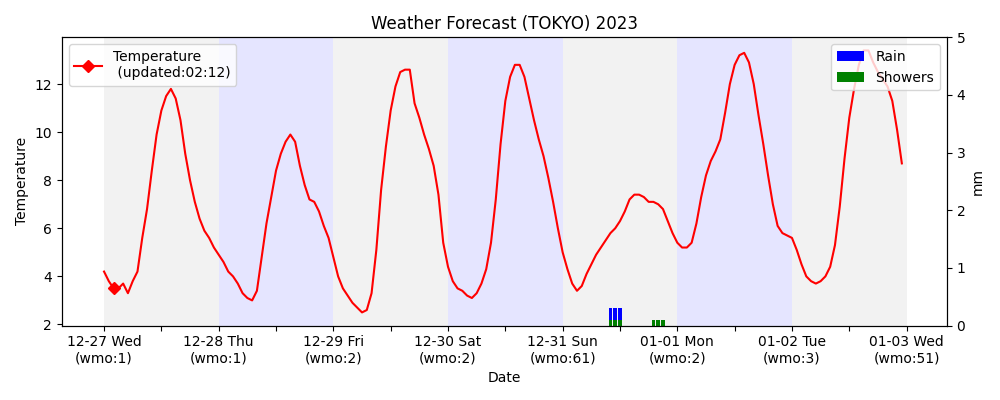 Weather Forecast (TOKYO) 2023
Temperature
(updated:02:12)
Rain
Showers
Temperature
12
10
8
6
4
2
5
4
3
2
1
0
mm
12-27 Wed
(wmo:1)
12-28 Thu
(wmo:1)
12-29 Fri
(wmo:2)
12-30 Sat
(wmo:2)
12-31 Sun
(wmo:61)
01-01 Mon
(wmo:2)
01-02 Tue
(wmo:3)
01-03 Wed
(wmo:51)
Date